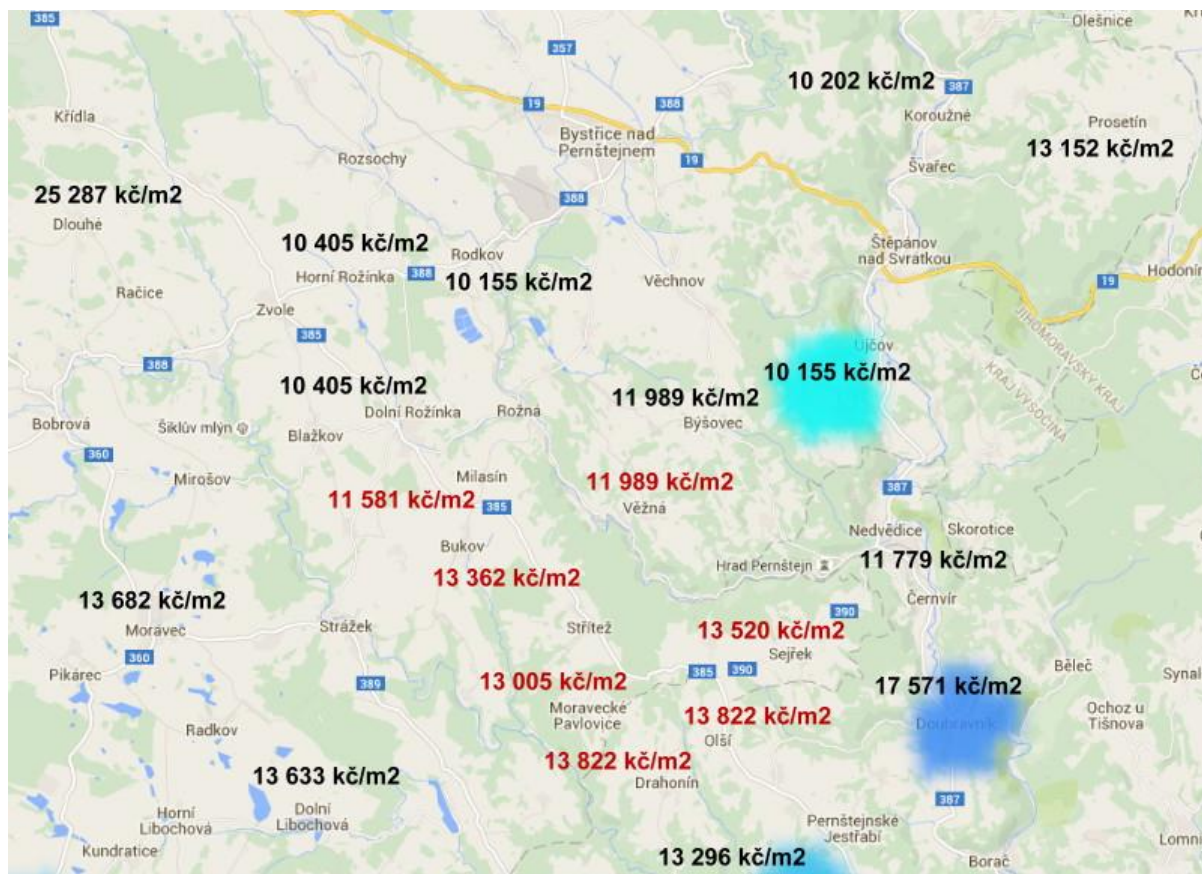 385
Olešnice
357
10 202 kč/m2
387
19
388
Křídla
Koroužné
Prosetín
Bystřice nad
Pernštejnem
13 152 kč/m2
Rozsochy
19
Švařec
25 287 kč/m2
388
Dlouhé
10 405 kč/m2
Štěpánov
nad Svratkou
Rodkov
Horní Rožínka
388
10 155 kč/m2
Věchnov
19
Hodonín
Račice
Zvole
JIHOMORAVSKÝ KRAJ
385
Ujčov
388
10 155 kč/m2
KRAJ VYSOČINA
10 405 kč/m2
11 989 kč/m2
Dolní Rožínka
Rožná
Býšovec
Bobrová
Šiklův mlýn
Blažkov
360
Mirošov
Milasín
11 989 kč/m2
387
11 581 kč/m2
385
Věžná
Nedvědice
Skorotice
Bukov
Hrad Pernštejn
11 779 kč/m2
13 362 kč/m2
13 682 kč/m2
Černvír
390
Moravec
Strážek
Střítež
13 520 kč/m2
Sejřek
360
Běleč
Pikárec
389
385
390
13 005 kč/m2
17 571 kč/m2
Moravecké
Pavlovice
13 822 kč/m2
Ochoz u
Tišnova
Radkov
Olší
Doubravník
13 822 kč/m2
13 633 kč/m2
Drahonín
387
Horní
Libochová
Dolní
Libochová
Pernštejnské
Jestřabí
Kundratice
13 296 kč/m2
Borač